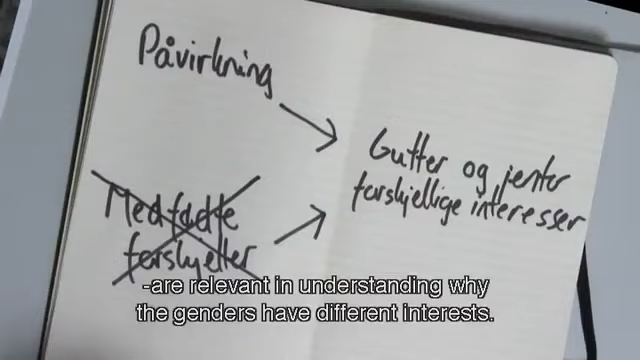 Påvirkning
Medfødte
forskjeller
Gutter og jenter
forskjellige interesser
-are relevant in understanding why
the genders have different interests.